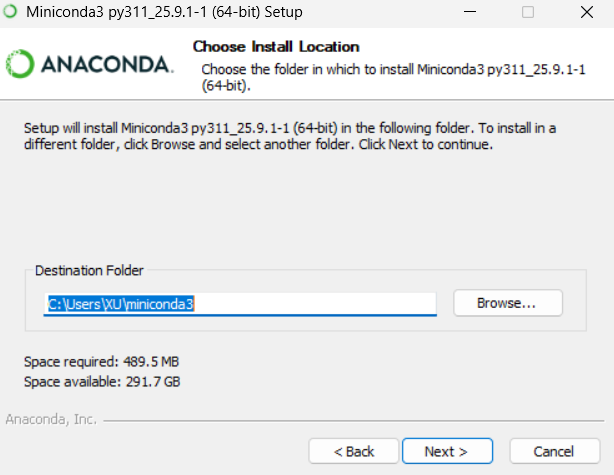 Miniconda3 py311_25.9.1-1 (64-bit) Setup
ANACONDA.
Choose Install Location
Choose the folder in which to install Miniconda3 py311_25.9.1-1
(64-bit).
Setup will install Miniconda3 py311_25.9.1-1 (64-bit) in the following folder. To install in a
different folder, click Browse and select another folder. Click Next to continue.
Destination Folder
C:\Users\XU\miniconda3
Browse...
Space required: 489.5 MB
Space available: 291.7 GB
Anaconda, Inc.
< Back
Next >
Cancel